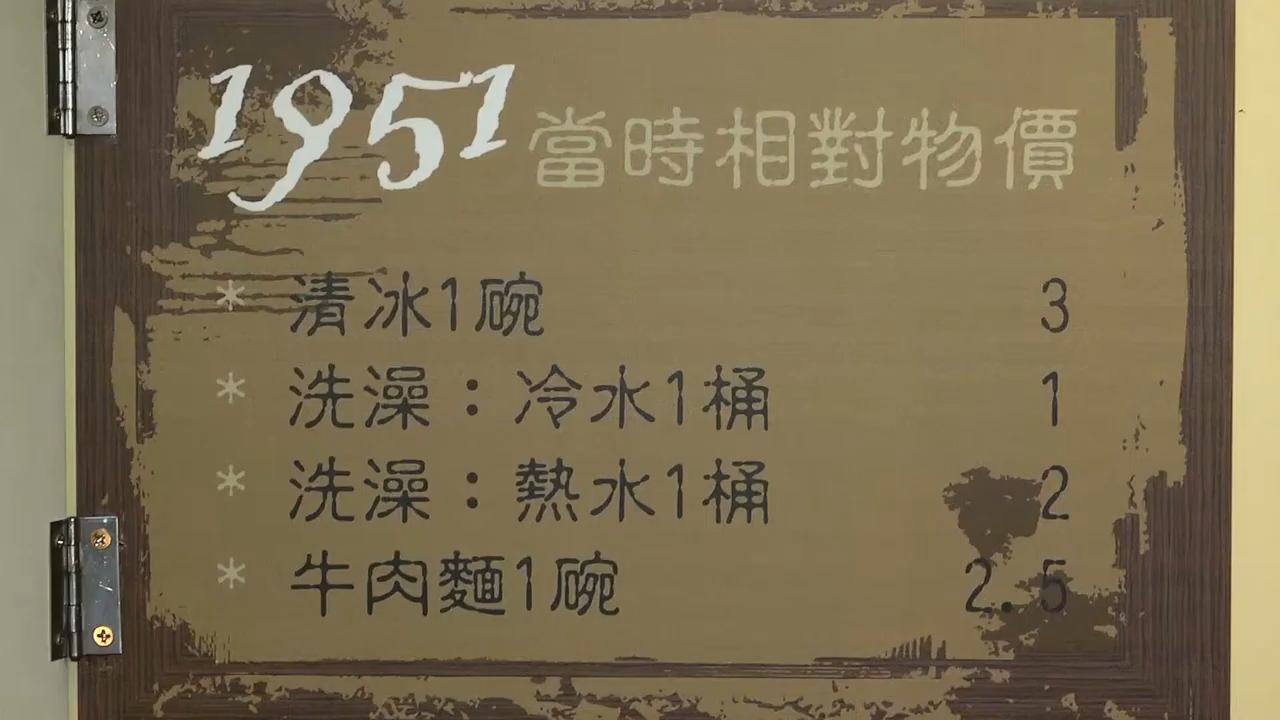 1951 當時相對物價
* 清冰1碗 3
* 洗澡：冷水1桶 1
* 洗澡：熱水1桶 2
* 牛肉麵1碗 2.5